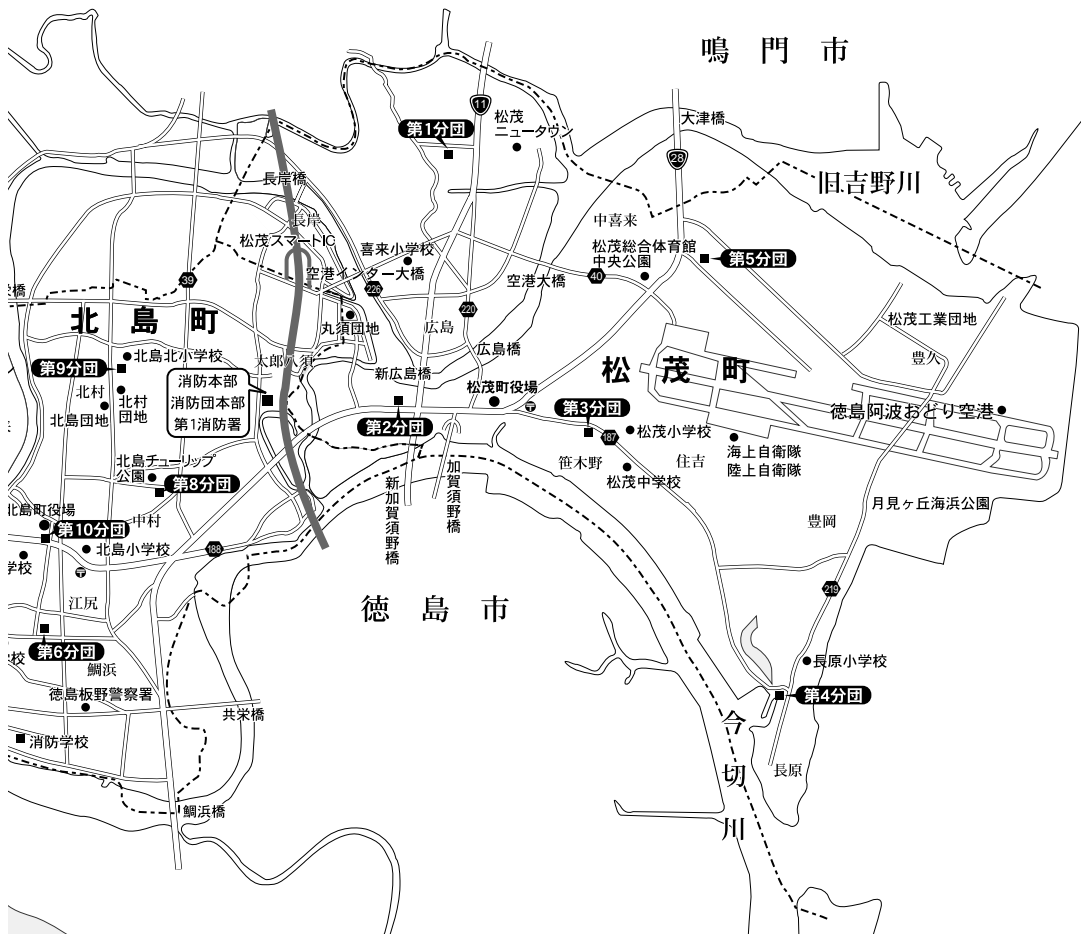 鳴門市
11
松茂
ニュータウン
第1分団
大津橋
28
旧吉野川
長岸橋
長岸
中喜来
松茂スマートIC
喜来小学校
松茂総合体育館
中央公園
第5分団
空港インター大橋
空港大橋
40
39
226
220
北島町
丸須団地
広島
松茂工業団地
太郎八須
広島橋
豊久
北島北小学校
第9分団
新広島橋
松茂町
消防本部
消防団本部
第1消防署
北村
北村
団地
北島団地
松茂町役場
第2分団
第3分団
徳島阿波おどり空港
187
松茂小学校
海上自衛隊
陸上自衛隊
北島チューリップ
公園
笹木野
住吉
松茂中学校
第8分団
加賀須野橋
新加賀須野橋
月見ヶ丘海浜公園
北島町役場
第10分団
中村
豊岡
188
北島小学校
学校
219
江尻
徳島市
第6分団
校
鯛浜
長原小学校
徳島板野警察署
第4分団
共栄橋
今切川
消防学校
長原
鯛浜橋